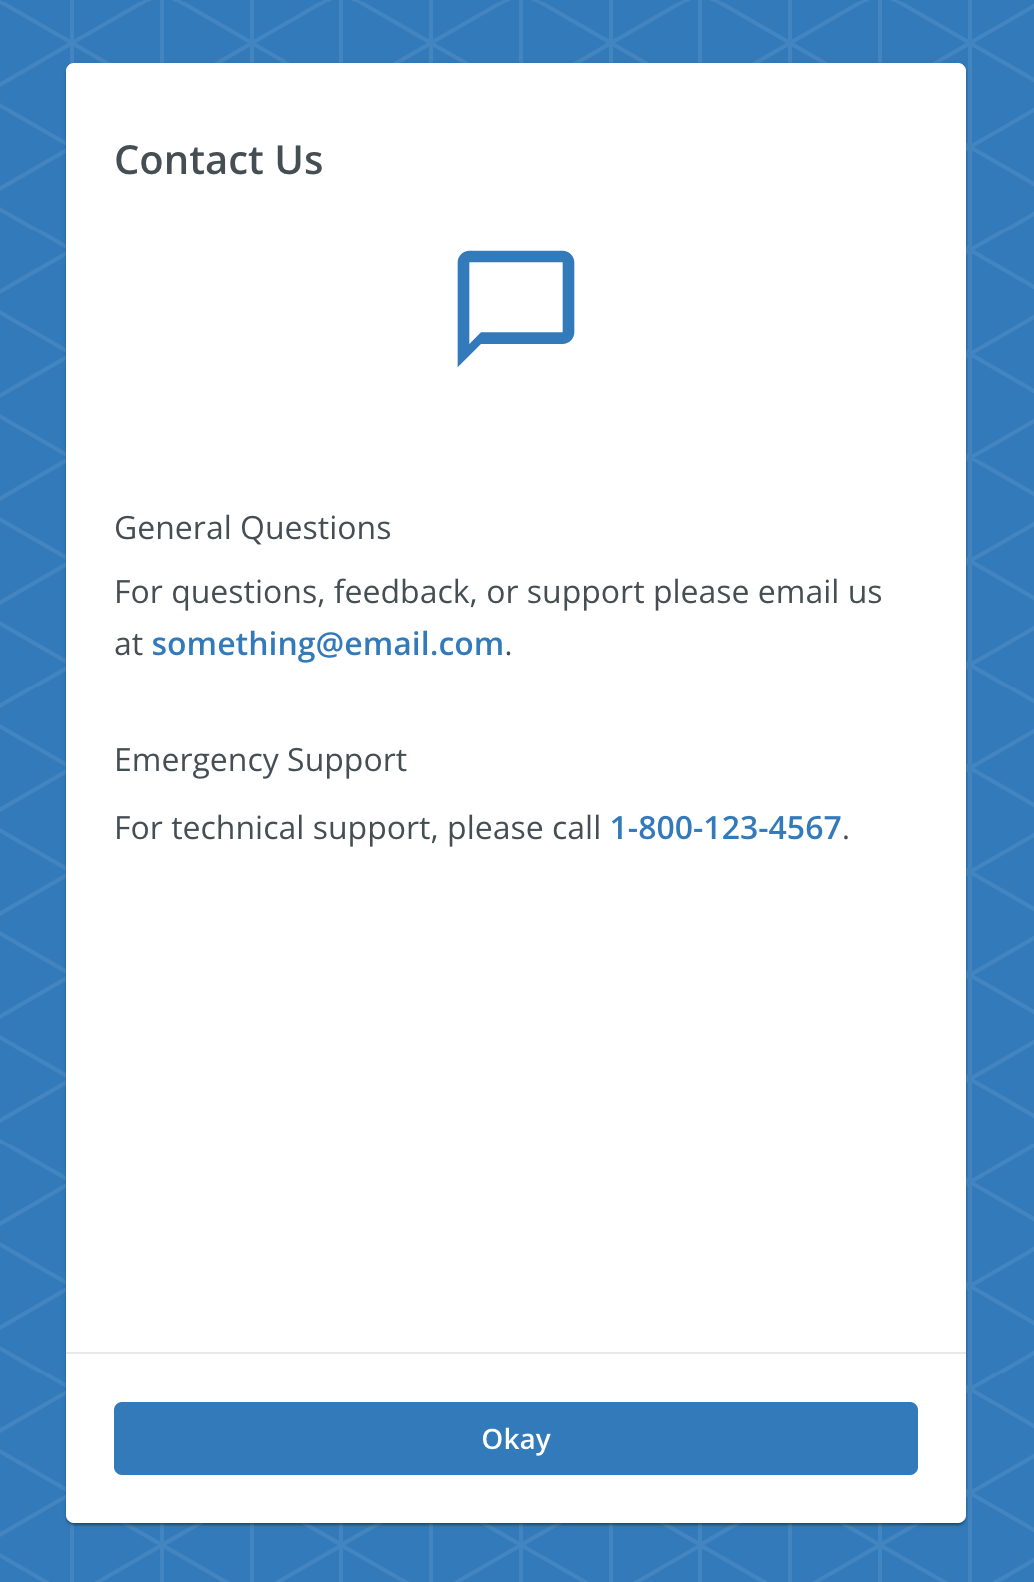 Contact Us
General Questions
For questions, feedback, or support please email us
at something@email.com.
Emergency Support
For technical support, please call 1-800-123-4567.
Okay